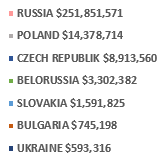 RUSSIA $251,851,571
POLAND $14,378,714
CZECH REPUBLIK $8,913,560
BELORUSSIA $3,302,382
SLOVAKIA $1,591,825
BULGARIA $745,198
UKRAINE $593,316